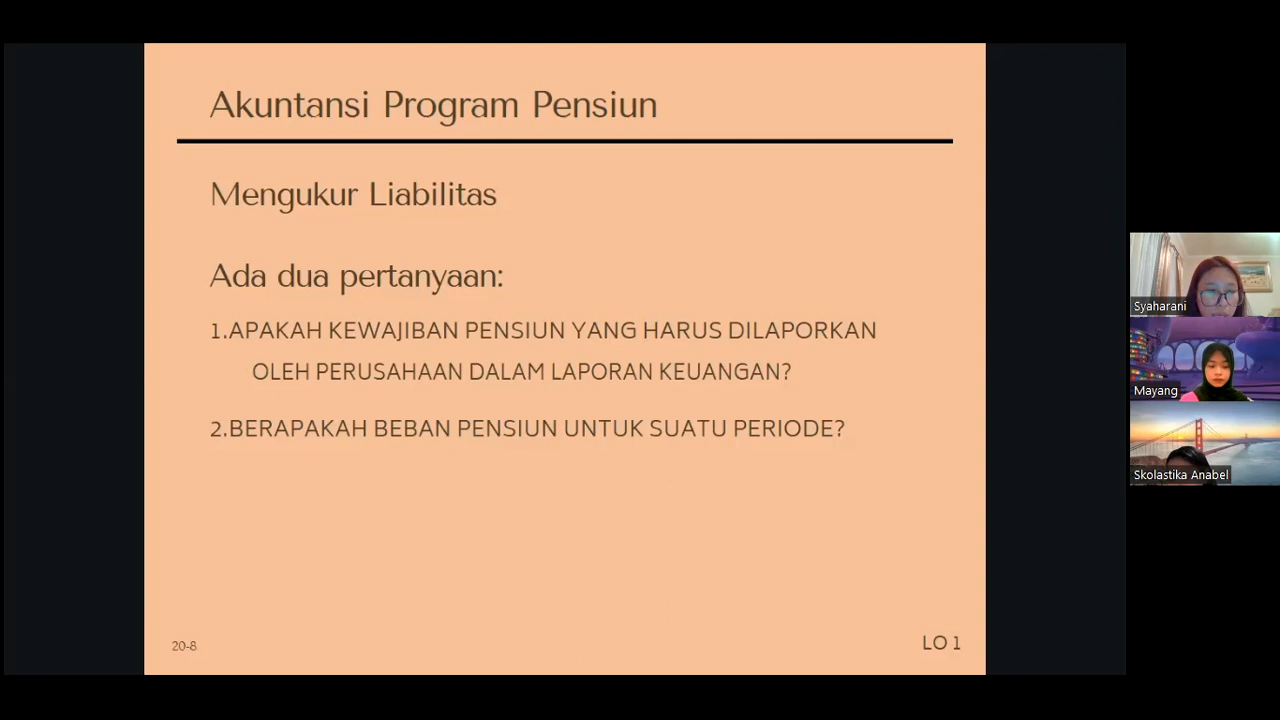 Akuntansi Program Pensiun
Mengukur Liabilitas
Ada dua pertanyaan:
1.APAKAH KEWAJIBAN PENSIUN YANG HARUS DILAPORKAN
OLEH PERUSAHAAN DALAM LAPORAN KEUANGAN?
2.BERAPAKAH BEBAN PENSIUN UNTUK SUATU PERIODE?
20-8
LO 1
Syaharani
Mayang
Skolastika Anabel